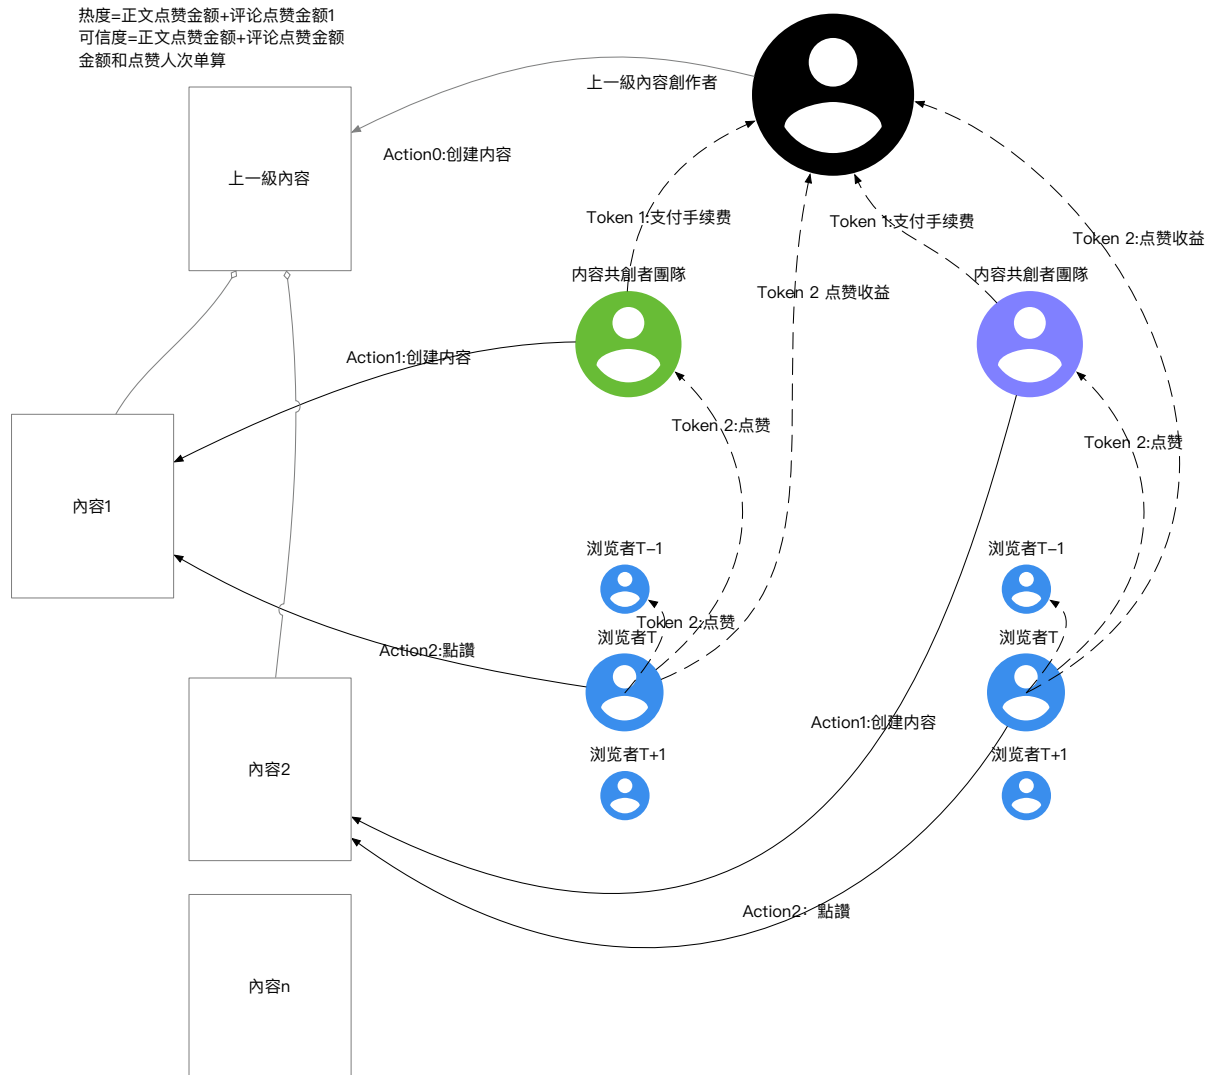 热度=正文点赞金额+评论点赞金额1
可信度=正文点赞金额+评论点赞金额
金额和点赞人次单算
上一級內容創作者
Action0:创建内容
上一級內容
Token 1:支付手续费
Token 1:支付手续费
Token 2:点赞收益
内容共創者團隊
内容共創者團隊
Token 2 点赞收益
Action1:创建内容
Token 2:点赞
Token 2:点赞
內容1
浏览者T-1
浏览者T-1
Token 2:点赞
浏览者T
浏览者T
Action2:點讚
Action1:创建内容
浏览者T+1
浏览者T+1
內容2
Action2：點讚
內容n